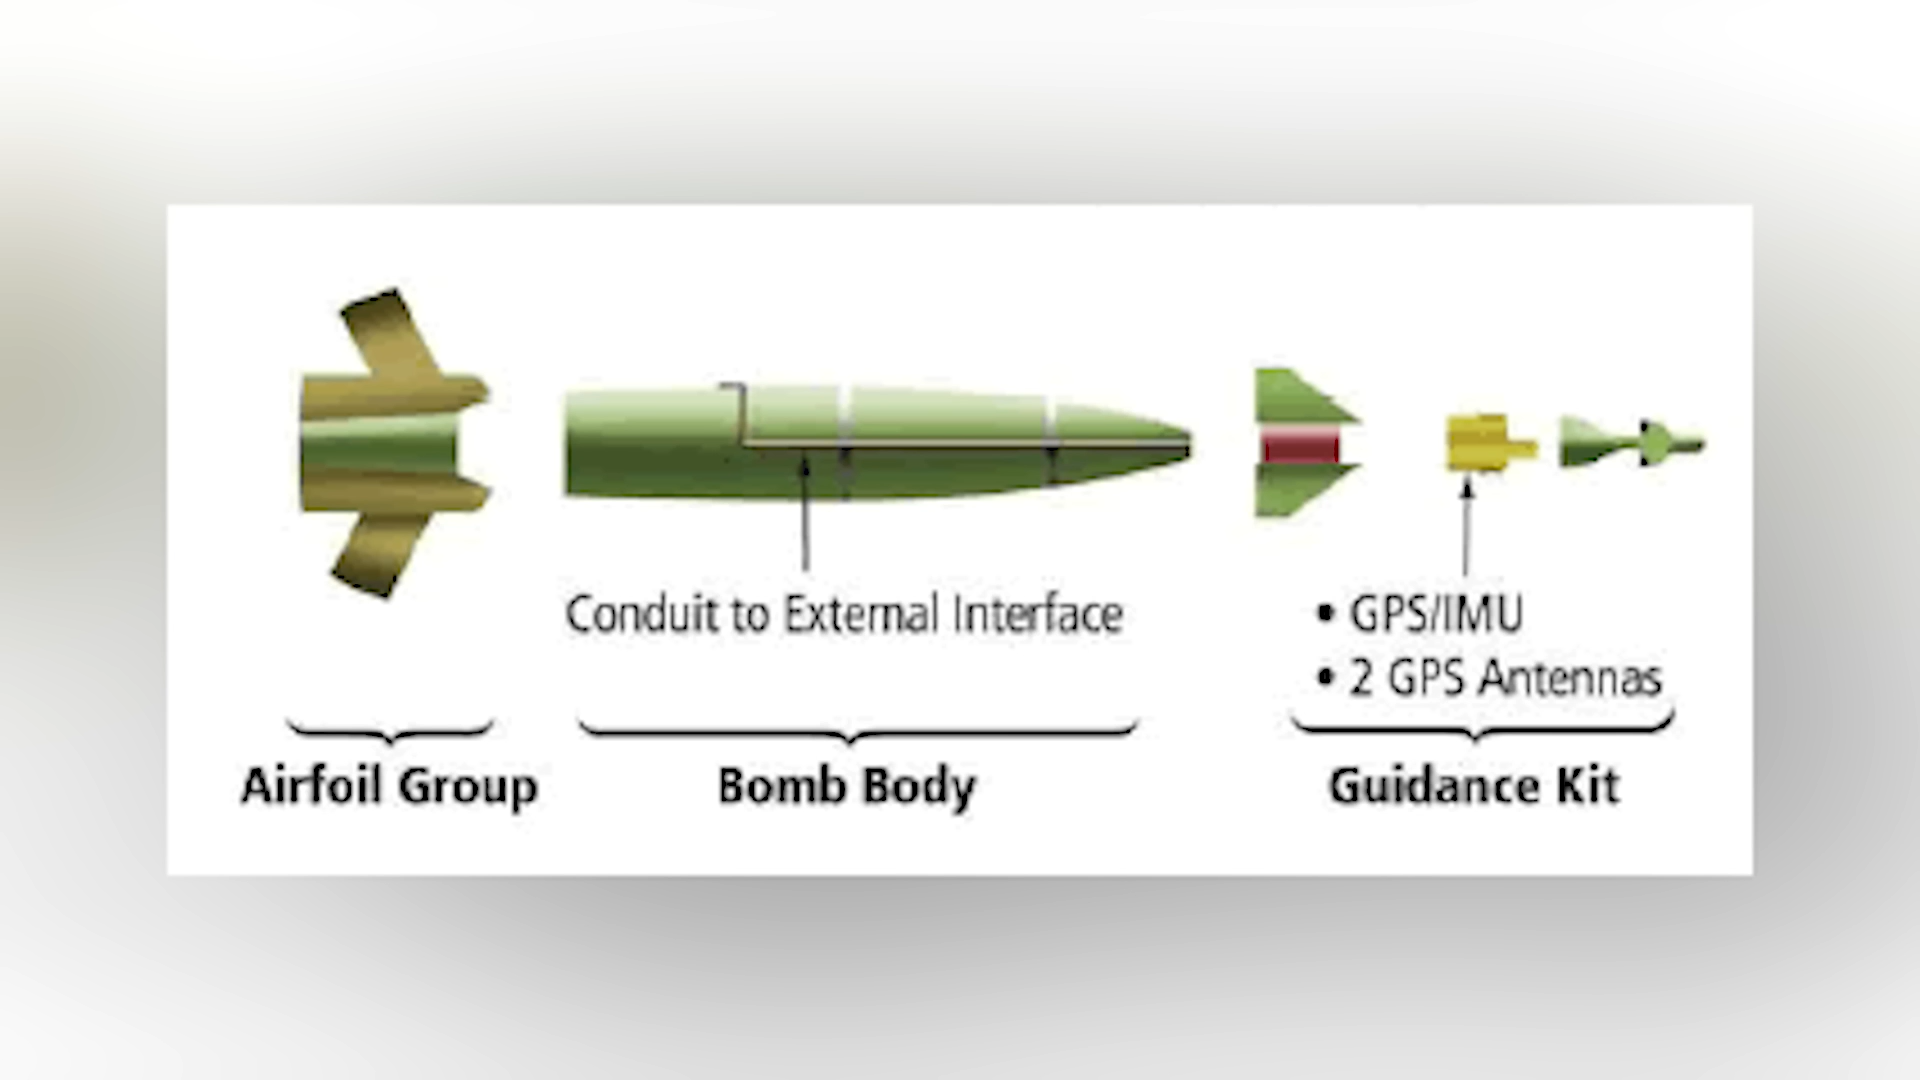 Conduit to External Interface
• GPS/IMU
• 2 GPS Antennas
Airfoil Group
Bomb Body
Guidance Kit